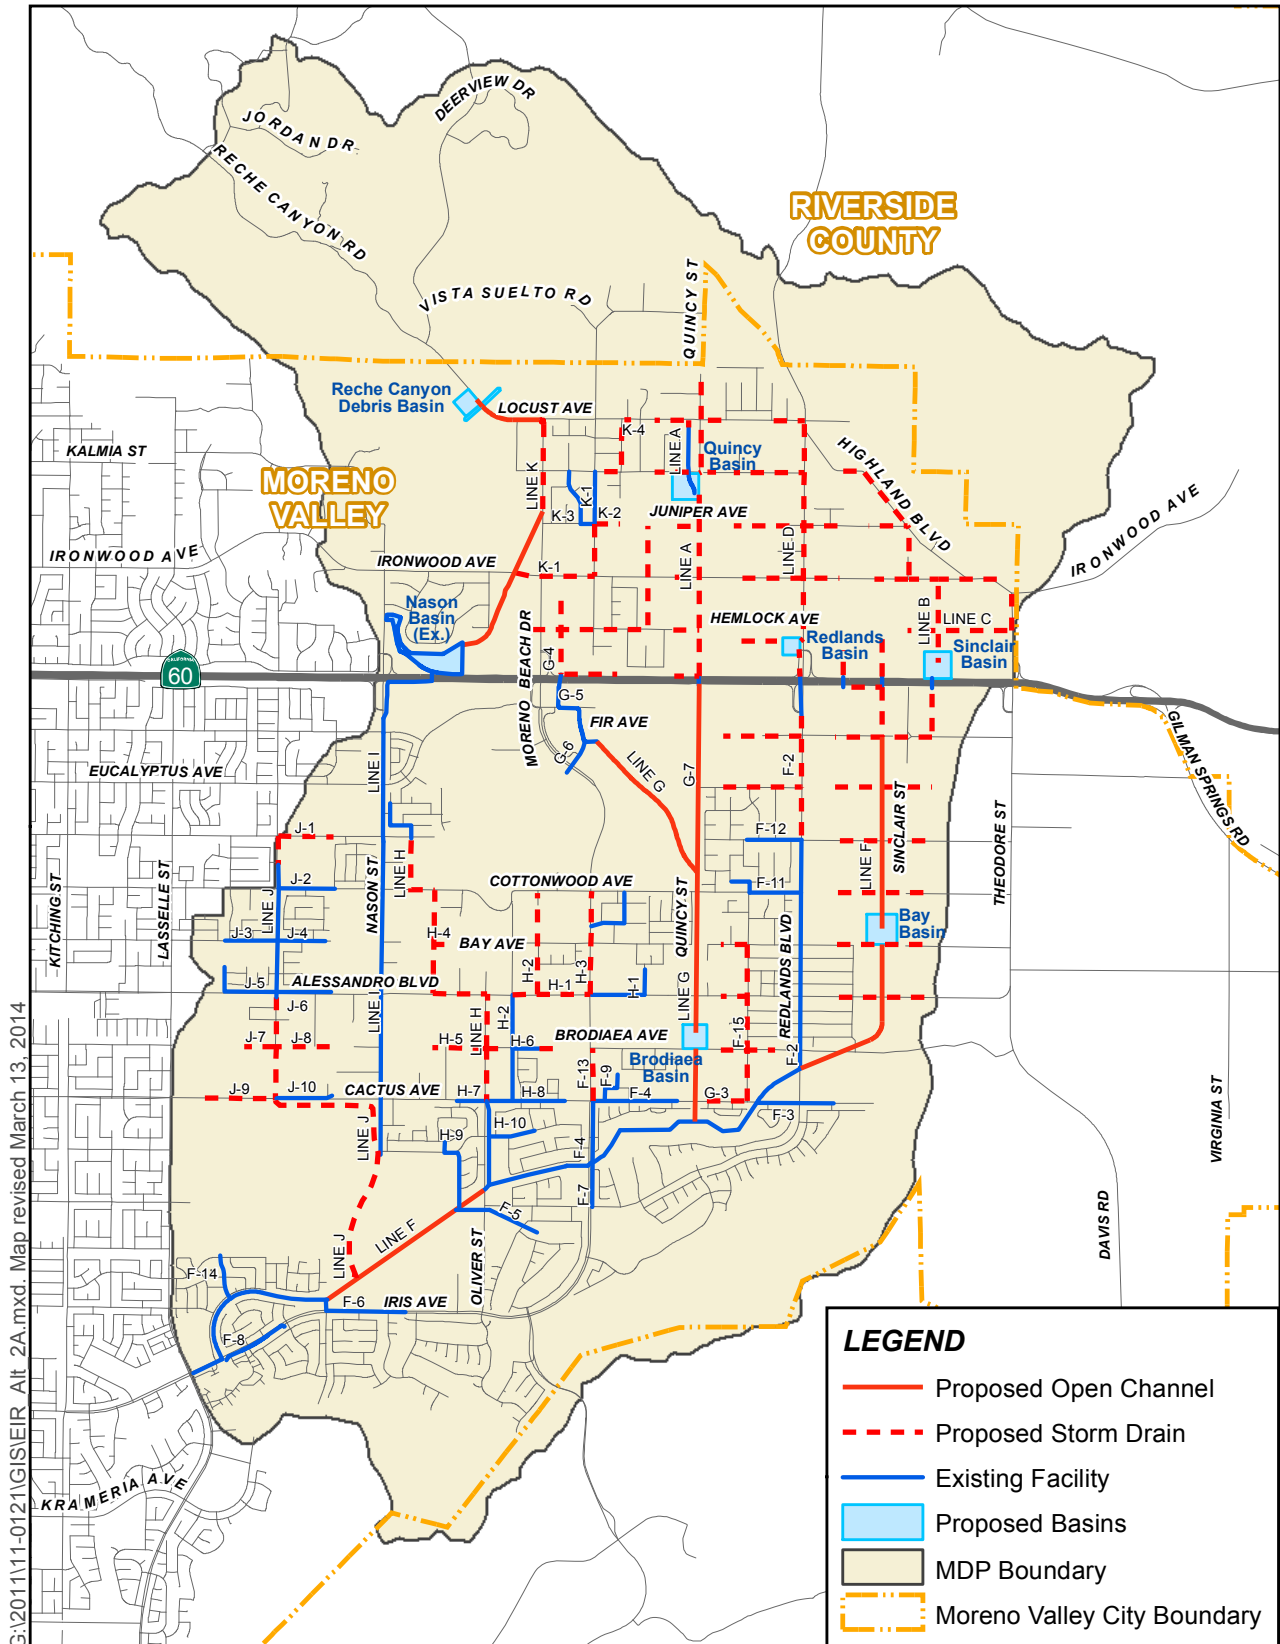 DEERVIEW DR
JORDAN DR
RECHE CANYON RD
RIVERSIDE
COUNTY
VISTA SUELTO RD
QUINCY ST
Reche Canyon
Debris Basin
LOCUST AVE
K-4
LINE A
Quincy
Basin
HIGHLAND BLVD
KALMIA ST
MORENO
VALLEY
LINE K
K-1
K-3
K-2
JUNIPER AVE
IRONWOOD AVE
IRONWOOD AVE
IRONWOOD AVE
K-1
LINE A
LINE D
Nason
Basin
(Ex.)
HEMLOCK AVE
LINE B
LINE C
MORENO BEACH DR
G-4
Redlands
Basin
Sinclair
Basin
CALIFORNIA
60
G-5
FIR AVE
G-6
LINE G
G-7
F-2
GILMAN SPRINGS RD
EUCALYPTUS AVE
LINE I
SINCLAIR ST
THEODORE ST
J-1
F-12
KITCHING ST
LASSELLE ST
NASON ST
LINE H
LINE F
J-2
COTTONWOOD AVE
F-11
LINE J
QUINCY ST
REDLANDS BLVD
Bay
Basin
J-3
J-4
H-4
BAY AVE
H-2
H-3
J-5
ALESSANDRO BLVD
H-1
H-1
LINE G
J-6
LINE I
LINE H
H-2
J-7
J-8
H-5
H-6
BRODIAEA AVE
F-15
F-2
Brodiaea
Basin
F-13
F-9
J-9
J-10
CACTUS AVE
H-7
H-8
F-4
G-3
F-3
VIRGINIA ST
LINE J
H-9
H-10
F-4
F-7
F-5
DAVIS RD
LINE J
LINE F
OLIVER ST
F-14
F-6
IRIS AVE
F-8
KRAMERIA AVE
LEGEND
Proposed Open Channel
Proposed Storm Drain
Existing Facility
Proposed Basins
MDP Boundary
Moreno Valley City Boundary
G:\2011\11-0121\GIS\EIR_Alt_2A.mxd. Map revised March 13, 2014